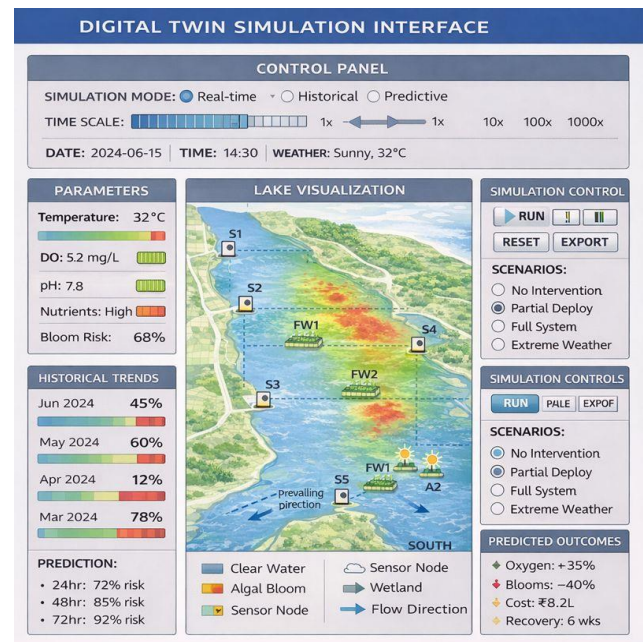 DIGITAL TWIN SIMULATION INTERFACE
CONTROL PANEL
SIMULATION MODE: Real-time Historical Predictive
TIME SCALE: 1x 1x 10x 100x 1000x
DATE: 2024-06-15 | TIME: 14:30 | WEATHER: Sunny, 32°C
PARAMETERS
Temperature: 32°C
DO: 5.2 mg/L
pH: 7.8
Nutrients: High
Bloom Risk: 68%
HISTORICAL TRENDS
Jun 2024 45%
May 2024 60%
Apr 2024 12%
Mar 2024 78%
PREDICTION:
• 24hr: 72% risk
• 48hr: 85% risk
• 72hr: 92% risk
LAKE VISUALIZATION
S1
S2
FW1
S4
FW2
S3
FW1
A2
S5
Prevailing
direction
SOUTH
Clear Water
Sensor Node
Algal Bloom
Wetland
Sensor Node
Flow Direction
SIMULATION CONTROL
RUN
RESET EXPORT
SCENARIOS:
No Intervention
Partial Deploy
Full System
Extreme Weather
SIMULATION CONTROLS
RUN PALE EXPOF
SCENARIOS:
No Intervention
Partial Deploy
Full System
Extreme Weather
PREDICTED OUTCOMES
Oxygen: +35%
Blooms: −40%
Cost: ₹8.2L
Recovery: 6 wks